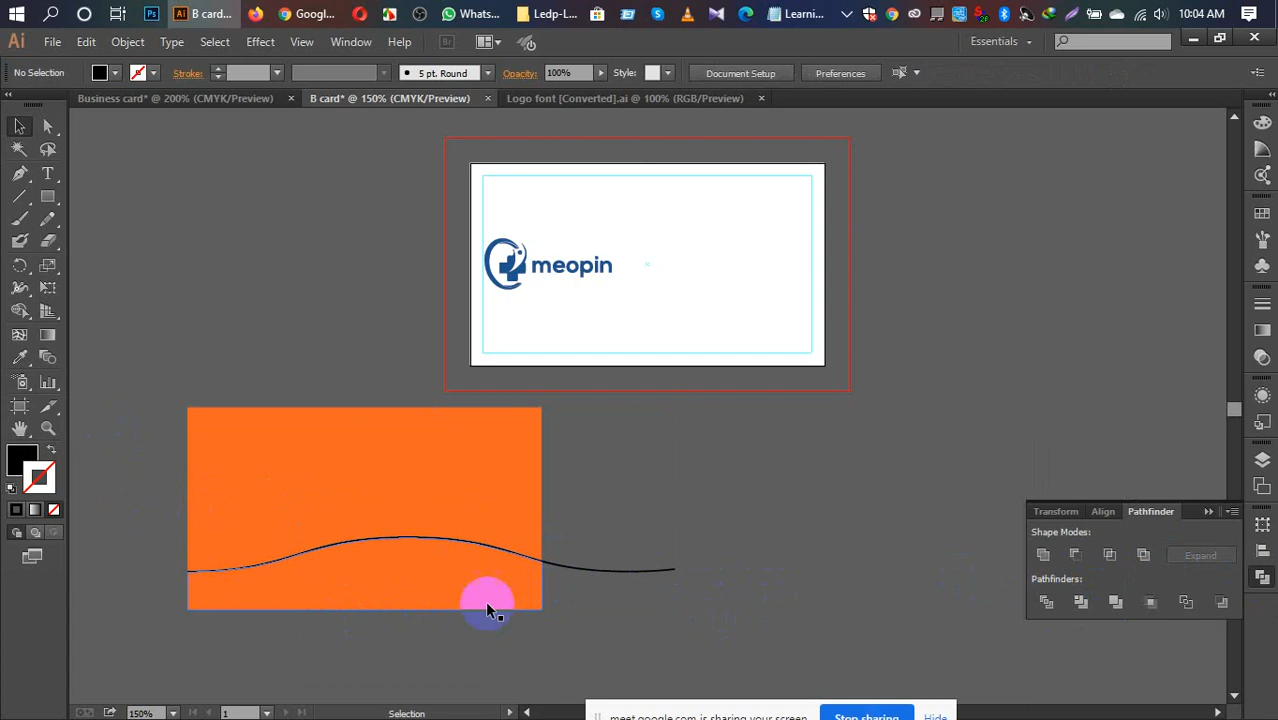 B card...
Googl...
Whats...
Ledp-L...
Learni...
10:04 AM
Ai
File Edit Object Type Select Effect View Window Help
Br
Essentials
No Selection
Stroke:
5 pt. Round
Opacity:
100%
Style:
Document Setup
Preferences
Business card* @ 200% (CMYK/Preview)
B card* @ 150% (CMYK/Preview)
Logo font [Converted].ai @ 100% (RGB/Preview)
meopin
Transform
Align
Pathfinder
Shape Modes:
Expand
Pathfinders:
150%
1
Selection
meet.google.com is sharing your screen.
Stop sharing
Hide